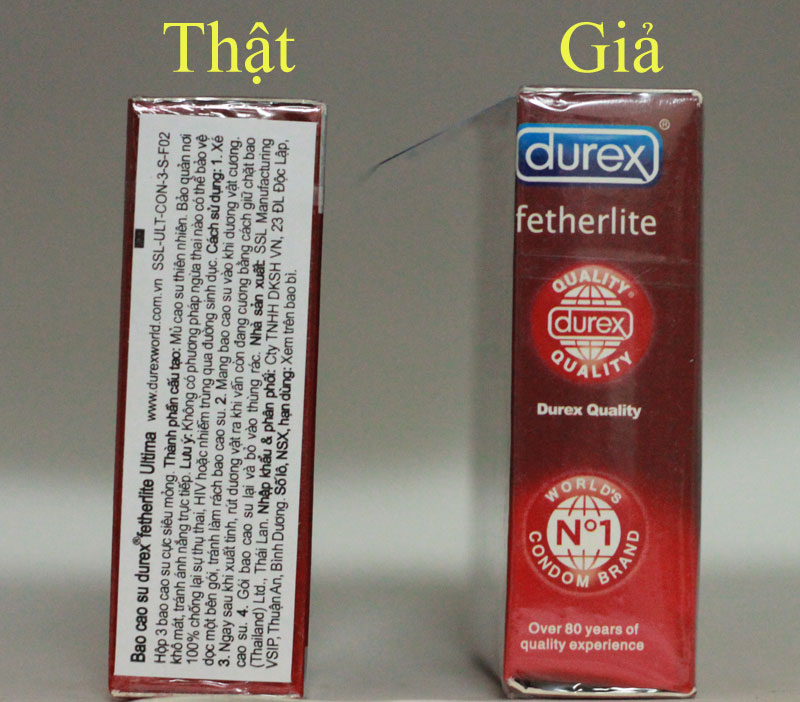 Thật
Giả
Bao cao su durex® fetherlite Ultima www.durexworld.com.vn SSL-ULT-CON-3-S-F02
Hộp 3 bao cao su cực siêu mỏng. Thành phần cấu tạo: Mủ cao su thiên nhiên. Bảo quản nơi
khô mát, tránh ánh nắng trực tiếp. Lưu ý: Không có phương pháp ngừa thai nào có thể bảo vệ
100% chống lại sự thụ thai, HIV hoặc nhiễm trùng qua đường sinh dục. Cách sử dụng: 1. Xé
dọc một bên gói, tránh làm rách bao cao su. 2. Mang bao cao su vào khi dương vật cương.
3. Ngay sau khi xuất tinh, rút dương vật ra khi vẫn còn đang cương bằng cách giữ chặt bao
cao su. 4. Gói bao cao su lại và bỏ vào thùng rác. Nhà sản xuất: SSL Manufacturing
(Thailand) Ltd., Thái Lan. Nhập khẩu & phân phối: Cty TNHH DKSH VN, 23 ĐL Độc Lập,
VSIP, Thuận An, Bình Dương. Số lô, NSX, hạn dùng: Xem trên bao bì.
durex®
fetherlite
QUALITY®
durex
QUALITY
Durex Quality
WORLD'S
Nº1
CONDOM BRAND
Over 80 years of
quality experience